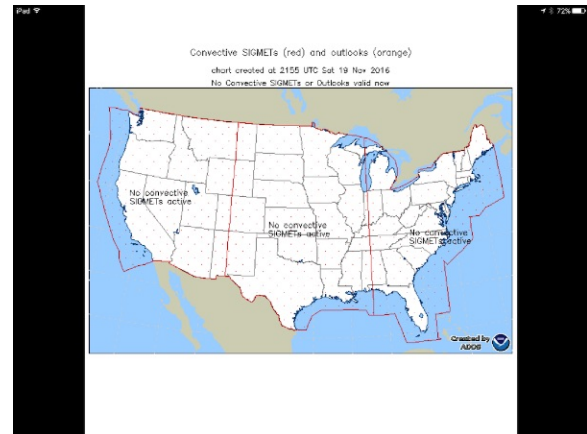 iPad
72%
Convective SIGMETs (red) and outlooks (orange)
chart created at 2155 UTC Sat 19 Nov 2016
No Convective SIGMETs or Outlooks valid now
No convective
SIGMETs active
No convective
SIGMETs active
No convective
SIGMETs active
Created by
ADDS